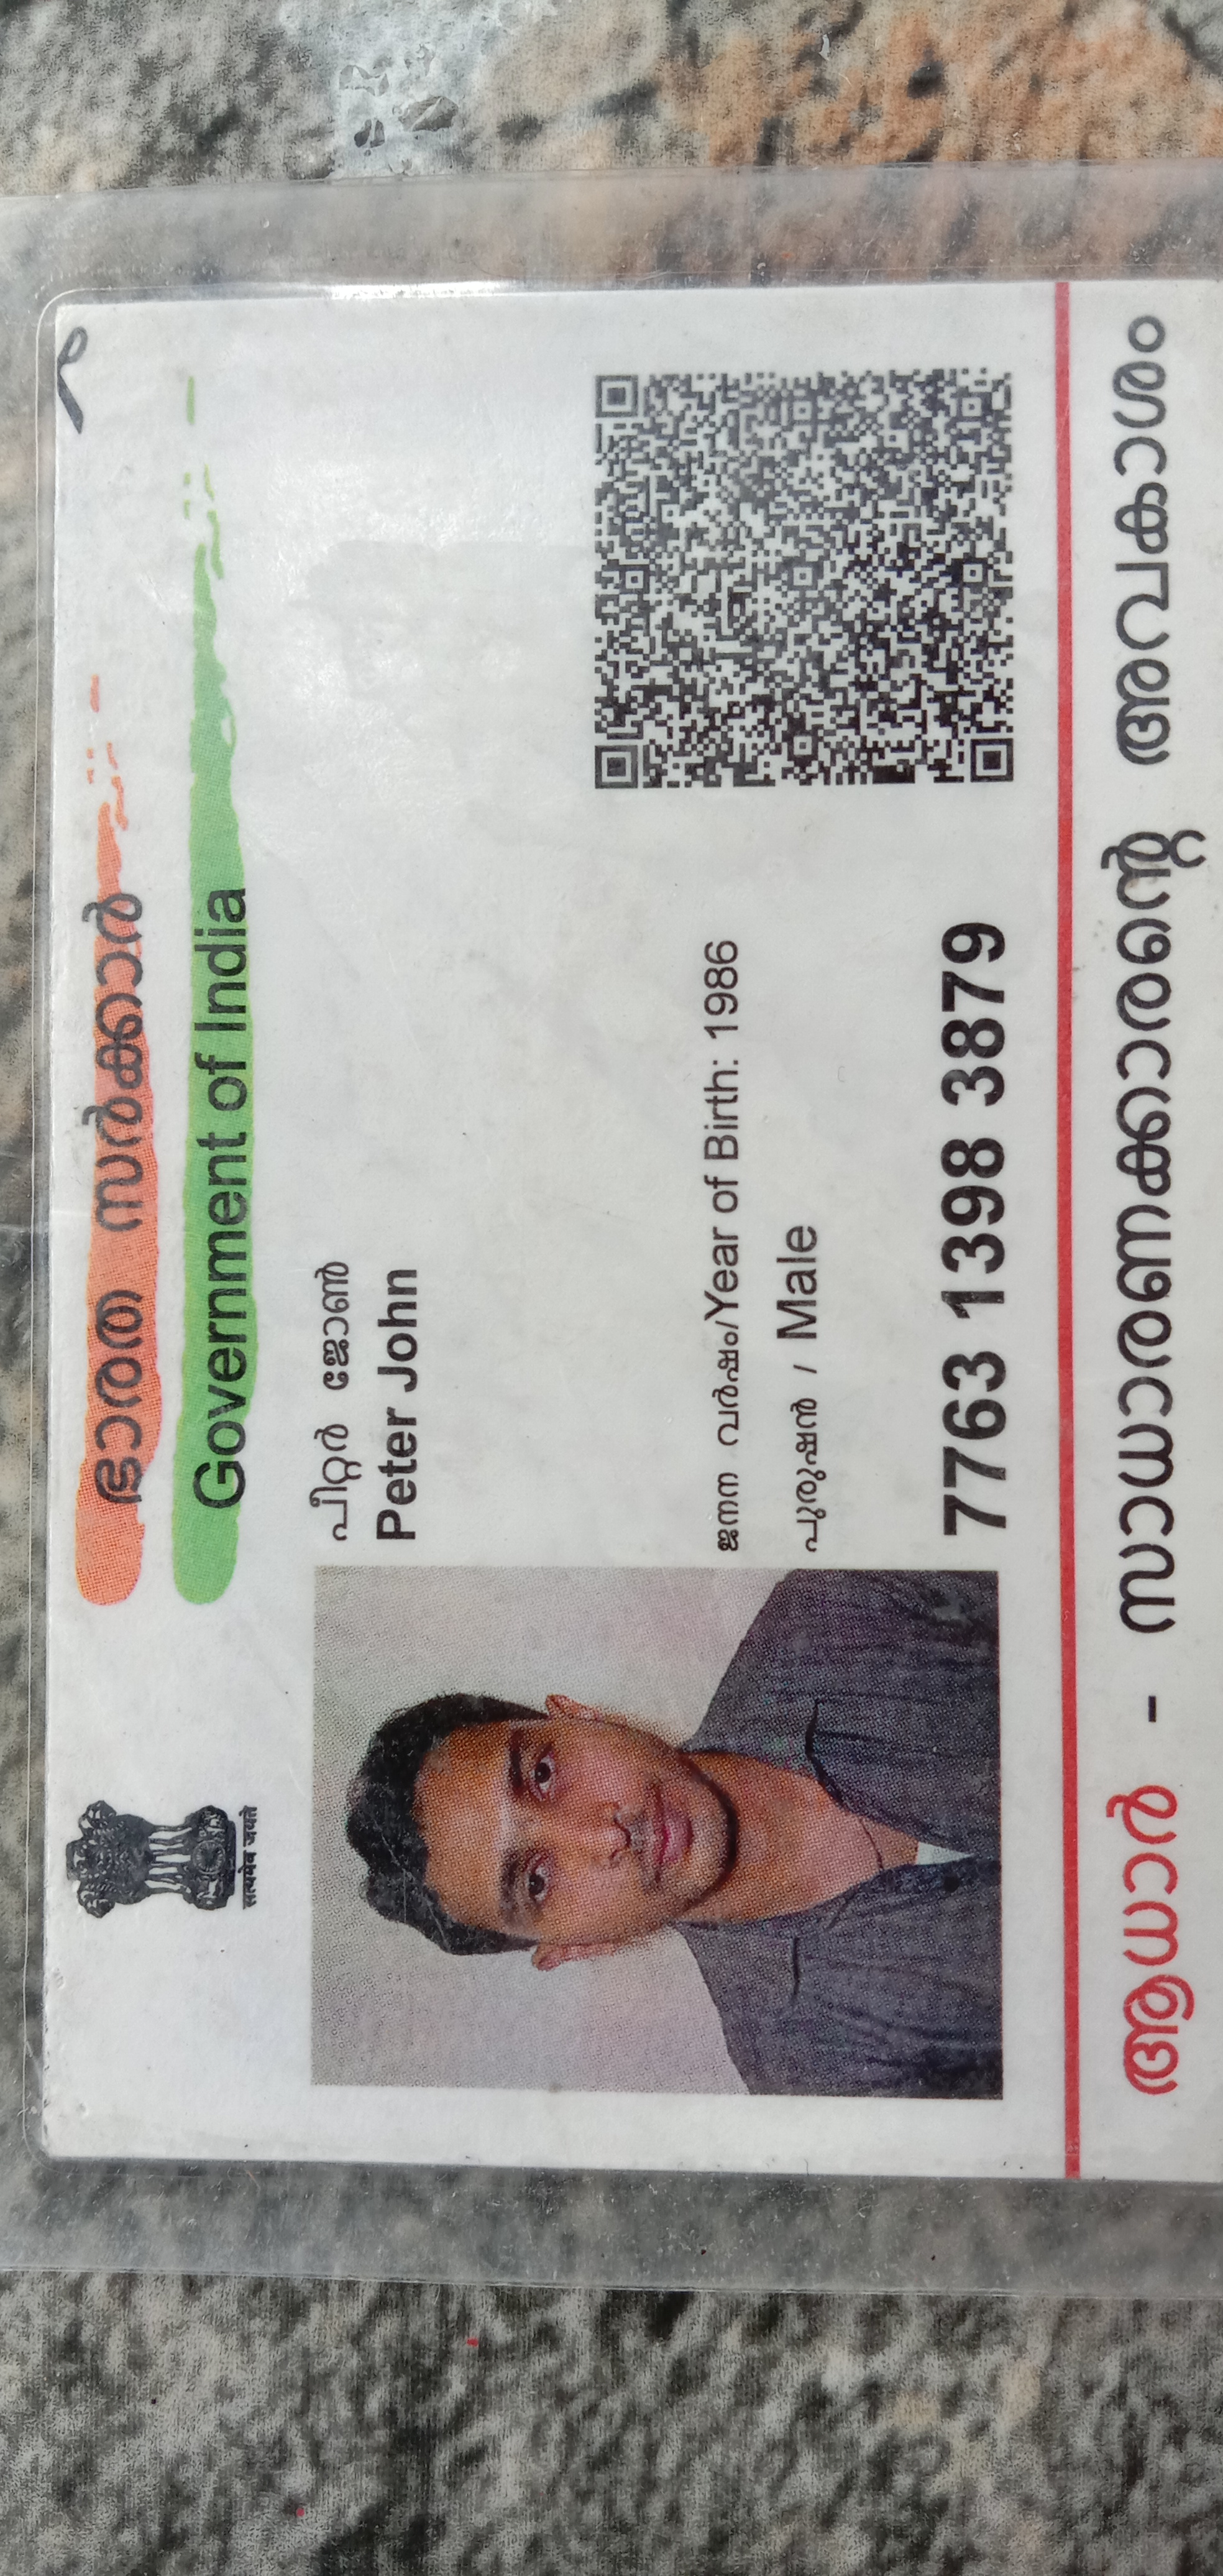 सत्यमेव जयते
ഭാരത സർക്കാർ
Government of India
പീറ്റർ ജോൺ
Peter John
ജനന വർഷം/Year of Birth: 1986
പുരുഷൻ / Male
7763 1398 3879
ആധാർ - സാധാരണക്കാരന്റെ അവകാശം